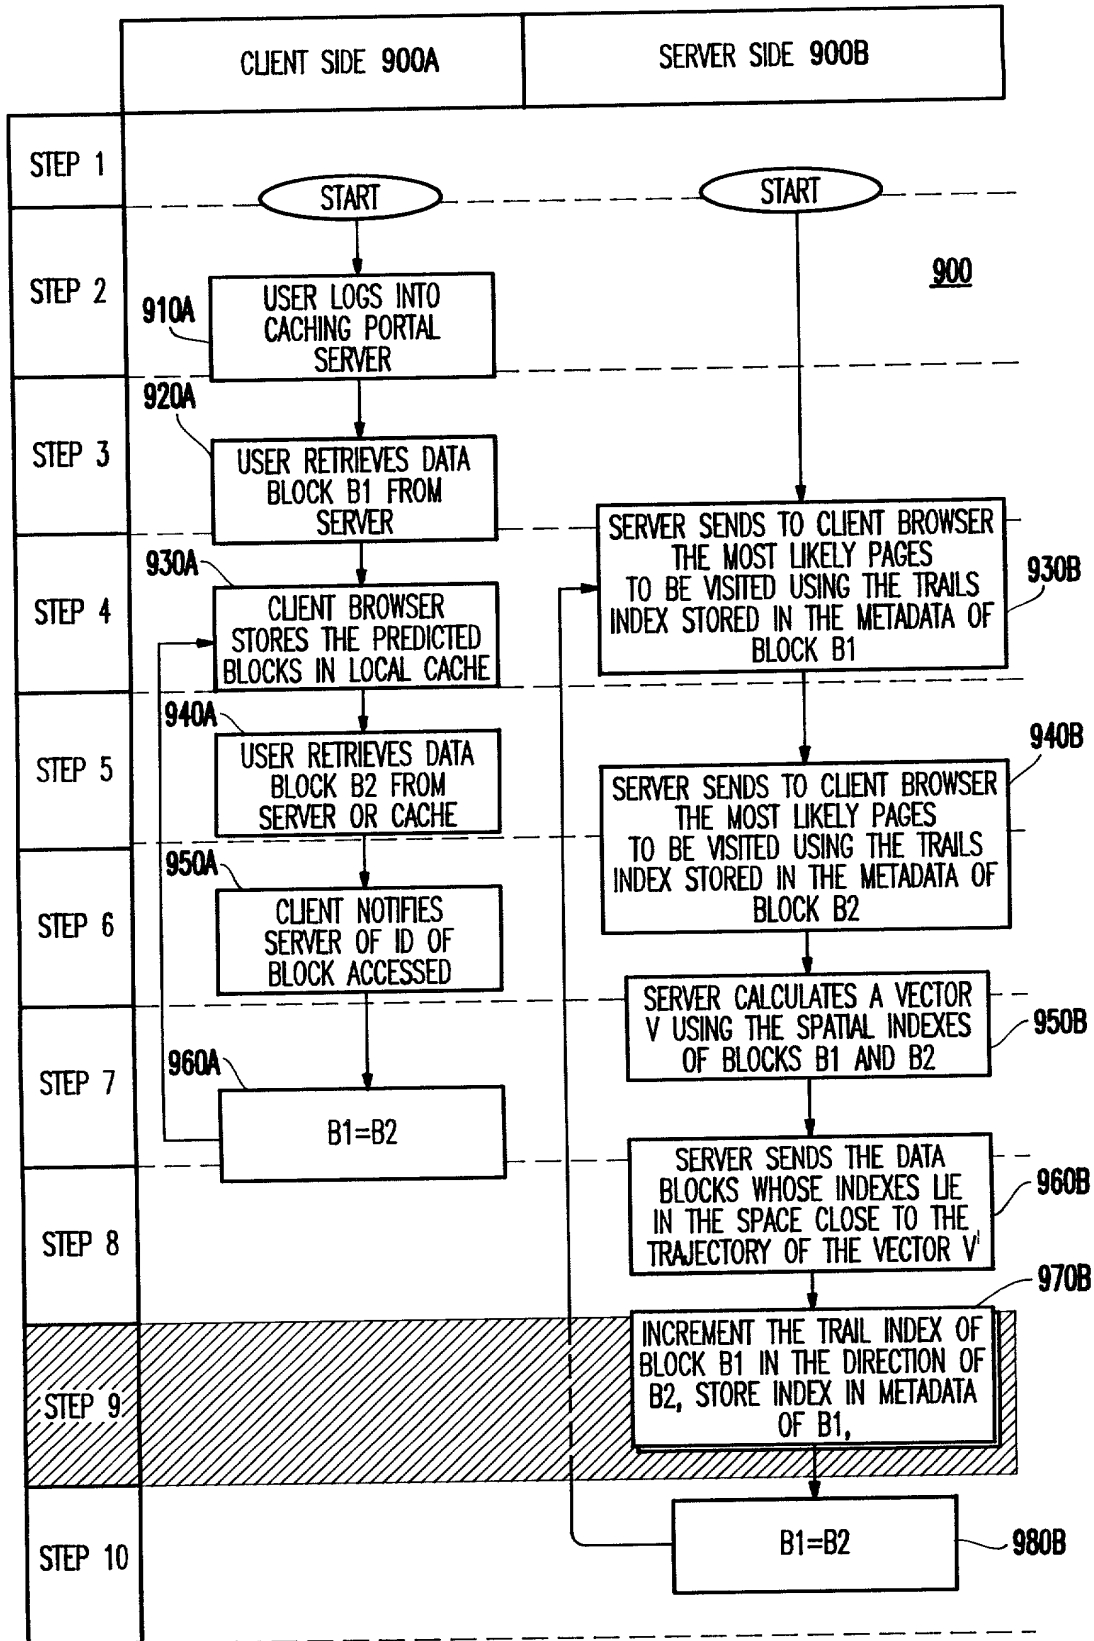 CLIENT SIDE 900A
SERVER SIDE 900B
STEP 1
START
START
STEP 2
900
910A
USER LOGS INTO
CACHING PORTAL
SERVER
920A
STEP 3
USER RETRIEVES DATA
BLOCK B1 FROM
SERVER
930A
STEP 4
CLIENT BROWSER
STORES THE PREDICTED
BLOCKS IN LOCAL CACHE
SERVER SENDS TO CLIENT BROWSER
THE MOST LIKELY PAGES
TO BE VISITED USING THE TRAILS
INDEX STORED IN THE METADATA OF
BLOCK B1
930B
940A
STEP 5
USER RETRIEVES DATA
BLOCK B2 FROM
SERVER OR CACHE
940B
SERVER SENDS TO CLIENT BROWSER
THE MOST LIKELY PAGES
TO BE VISITED USING THE TRAILS
INDEX STORED IN THE METADATA OF
BLOCK B2
950A
STEP 6
CLIENT NOTIFIES
SERVER OF ID OF
BLOCK ACCESSED
SERVER CALCULATES A VECTOR
V USING THE SPATIAL INDEXES
OF BLOCKS B1 AND B2
950B
960A
STEP 7
B1=B2
SERVER SENDS THE DATA
BLOCKS WHOSE INDEXES LIE
IN THE SPACE CLOSE TO THE
TRAJECTORY OF THE VECTOR V'
960B
STEP 8
970B
INCREMENT THE TRAIL INDEX OF
BLOCK B1 IN THE DIRECTION OF
B2, STORE INDEX IN METADATA
OF B1,
STEP 9
STEP 10
B1=B2
980B